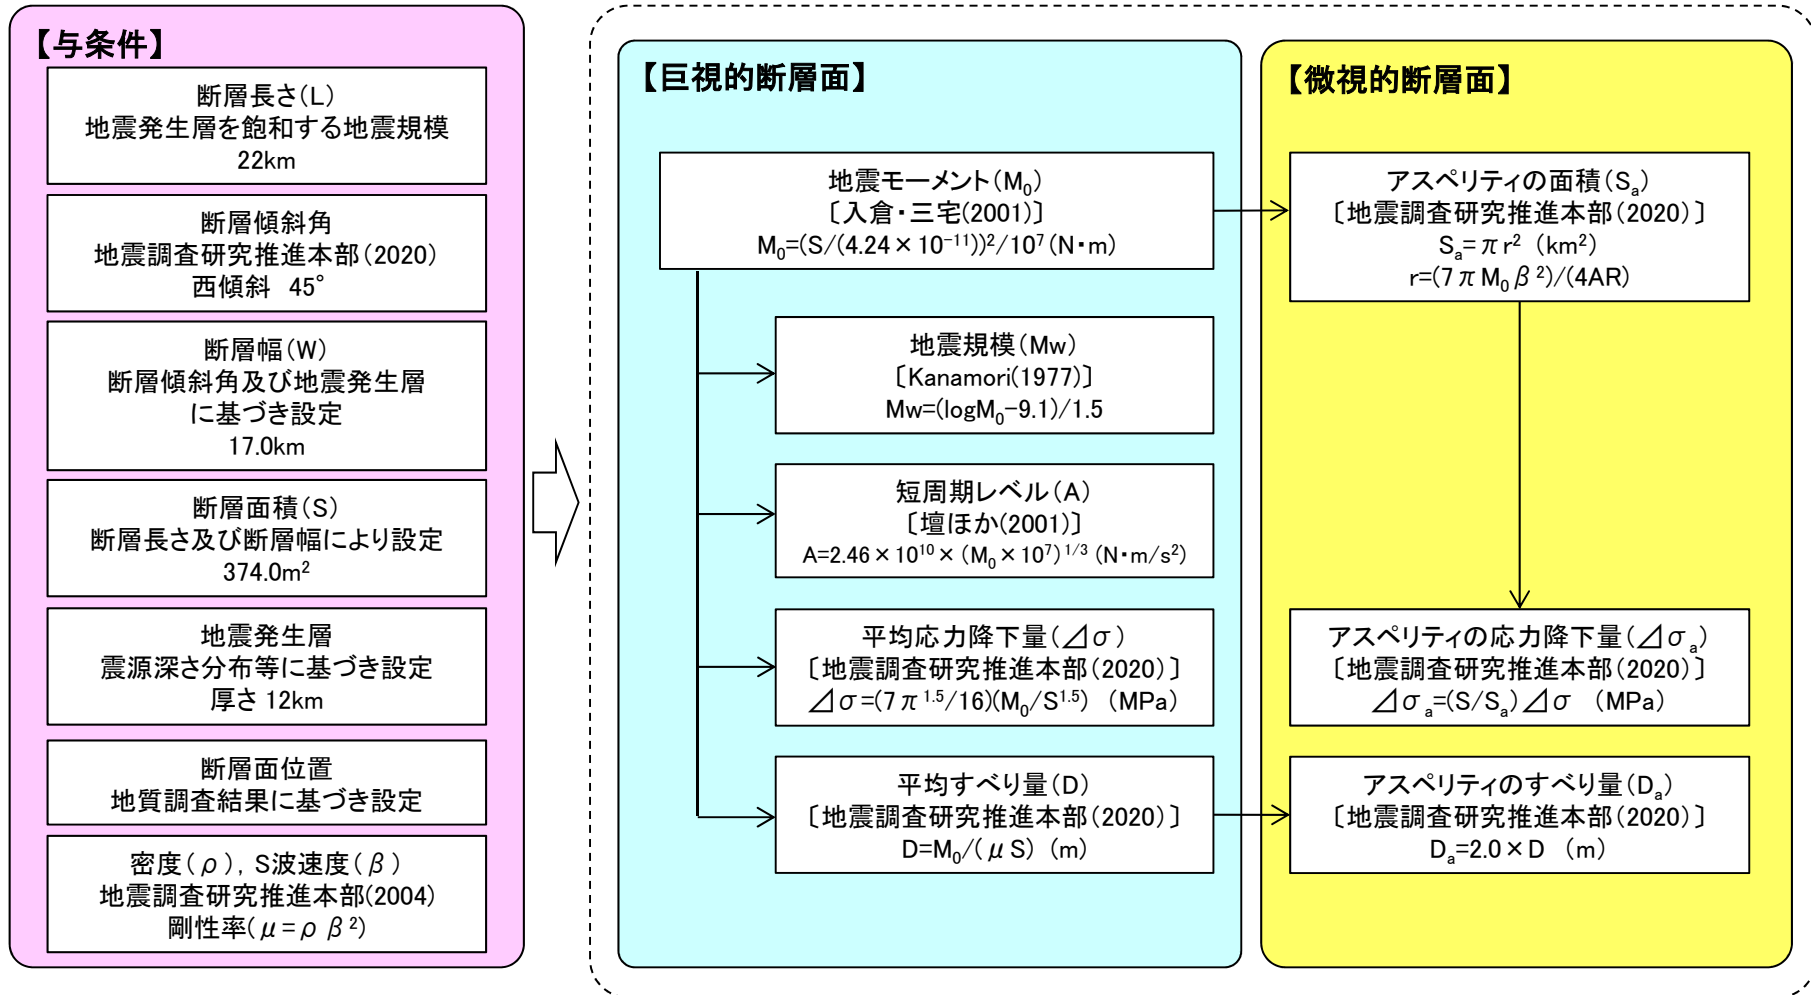 【与条件】
断層長さ(L)
地震発生層を飽和する地震規模
22km
断層傾斜角
地震調査研究推進本部(2020)
西傾斜 45°
断層幅(W)
断層傾斜角及び地震発生層
に基づき設定
17.0km
断層面積(S)
断層長さ及び断層幅により設定
374.0m²
地震発生層
震源深さ分布等に基づき設定
厚さ 12km
断層面位置
地質調査結果に基づき設定
密度(ρ), S波速度(β)
地震調査研究推進本部(2004)
剛性率(μ=ρβ²)
【巨視的断層面】
地震モーメント(M₀)
〔入倉・三宅(2001)〕
M₀=(S/(4.24×10⁻¹¹))²/10⁷(N・m)
地震規模(Mw)
〔Kanamori(1977)〕
Mw=(logM₀-9.1)/1.5
短周期レベル(A)
〔壇ほか(2001)〕
A=2.46×10¹⁰×(M₀×10⁷)¹/³(N・m/s²)
平均応力降下量(⊿σ)
〔地震調査研究推進本部(2020)〕
⊿σ=(7π¹·⁵/16)(M₀/S¹·⁵) (MPa)
平均すべり量(D)
〔地震調査研究推進本部(2020)〕
D=M₀/(μS) (m)
【微視的断層面】
アスペリティの面積(Sₐ)
〔地震調査研究推進本部(2020)〕
Sₐ=πr² (km²)
r=(7πM₀β²)/(4AR)
アスペリティの応力降下量(⊿σₐ)
〔地震調査研究推進本部(2020)〕
⊿σₐ=(S/Sₐ)⊿σ (MPa)
アスペリティのすべり量(Dₐ)
〔地震調査研究推進本部(2020)〕
Dₐ=2.0×D (m)